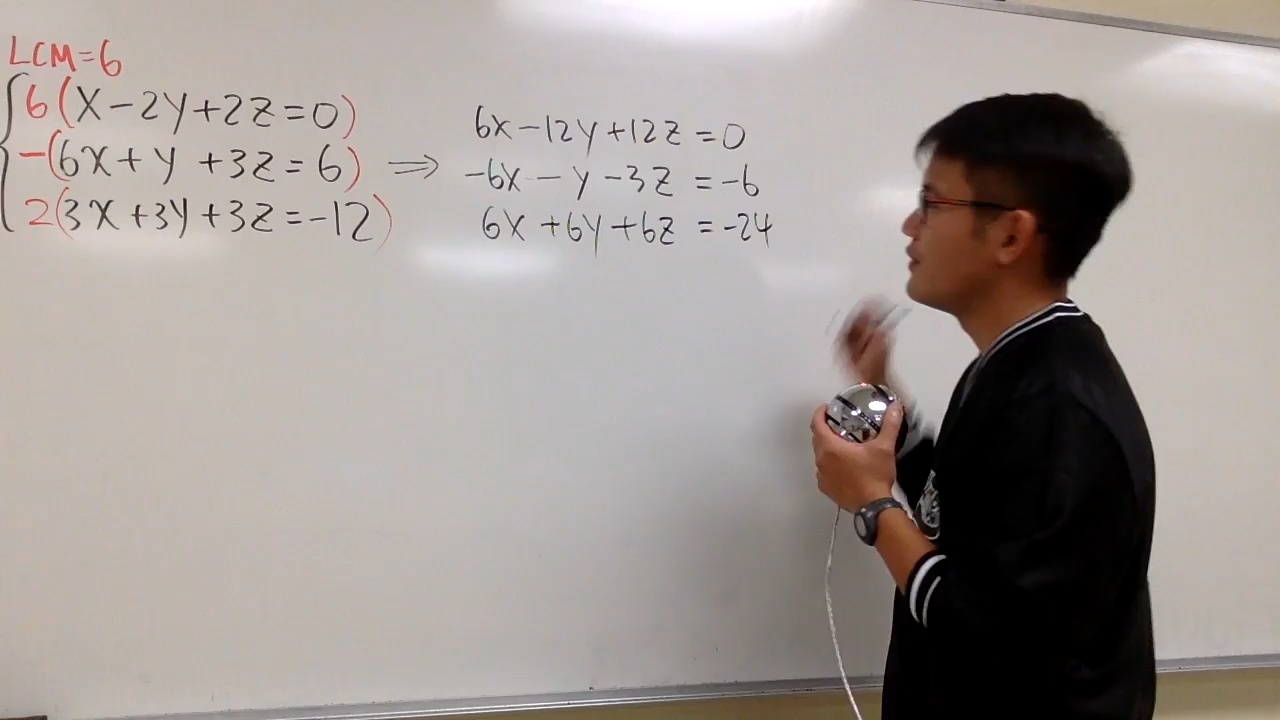 LCM=6
6(x-2y+2z=0)
-(6x+y+3z=6) ⇒
2(3x+3y+3z=-12)
6x-12y+12z=0
-6x-y-3z=-6
6x+6y+6z=-24